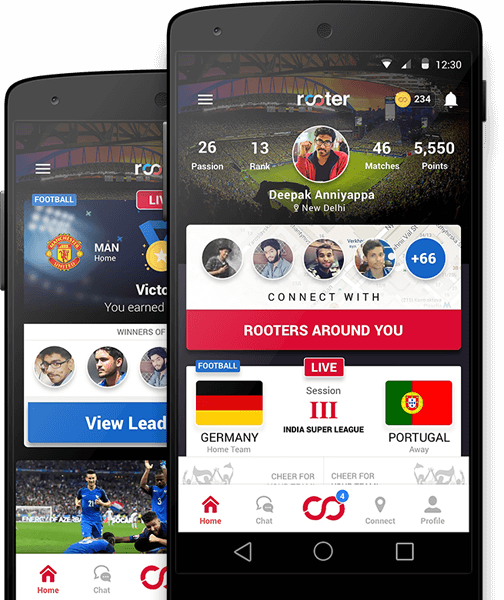 12:30
rooter
234
26
Passion
13
Rank
46
Matches
5,550
Points
Deepak Anniyappa
New Delhi
+66
CONNECT WITH
ROOTERS AROUND YOU
FOOTBALL
LIVE
Session
III
INDIA SUPER LEAGUE
GERMANY
Home Team
PORTUGAL
Away
CHEER FOR
CHEER FOR
4
Home
Chat
Connect
Profile
FOOTBALL
LIV
MANCHESTER
UNITED
MAN
Home
Victo
You earned
WINNERS OF
View Lead
Home
Chat